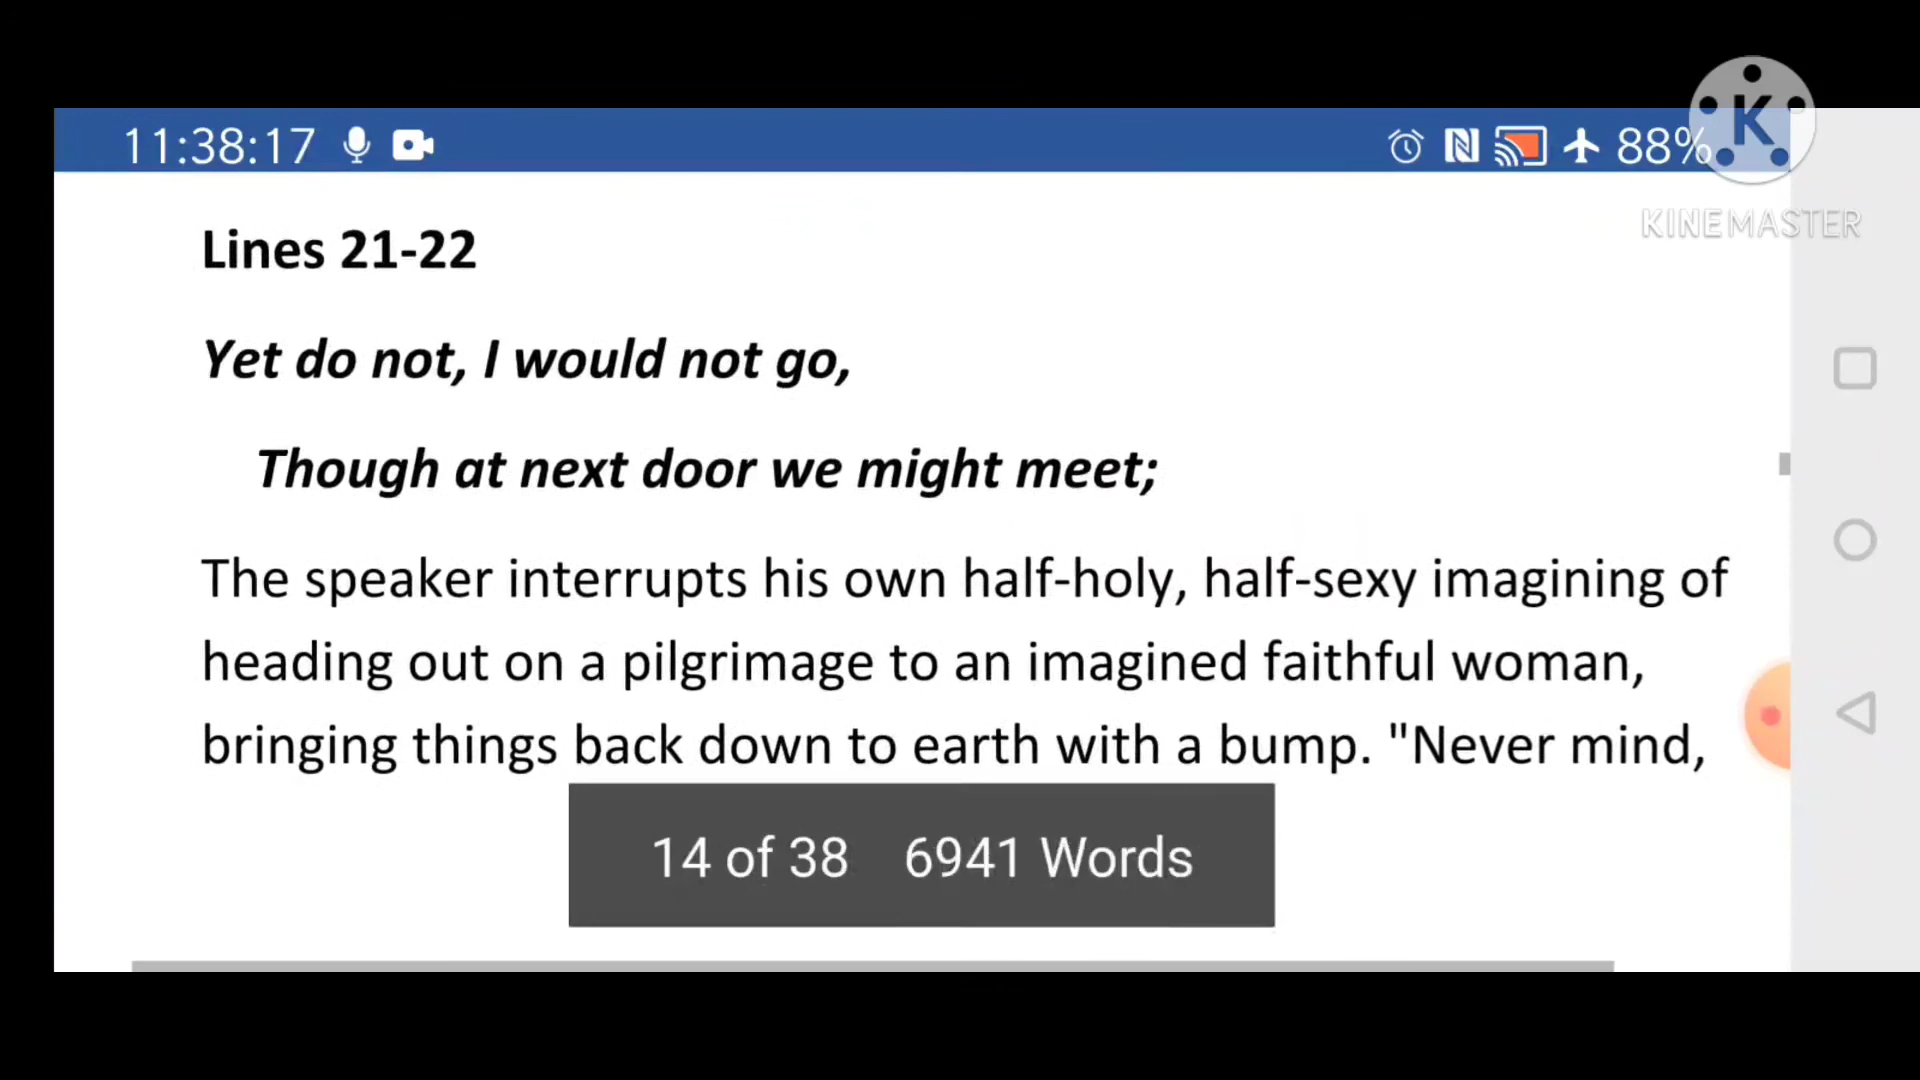 11:38:17 88%
K
KINEMASTER
Lines 21-22
Yet do not, I would not go,
Though at next door we might meet;
The speaker interrupts his own half-holy, half-sexy imagining of
heading out on a pilgrimage to an imagined faithful woman,
bringing things back down to earth with a bump. "Never mind,
14 of 38 6941 Words